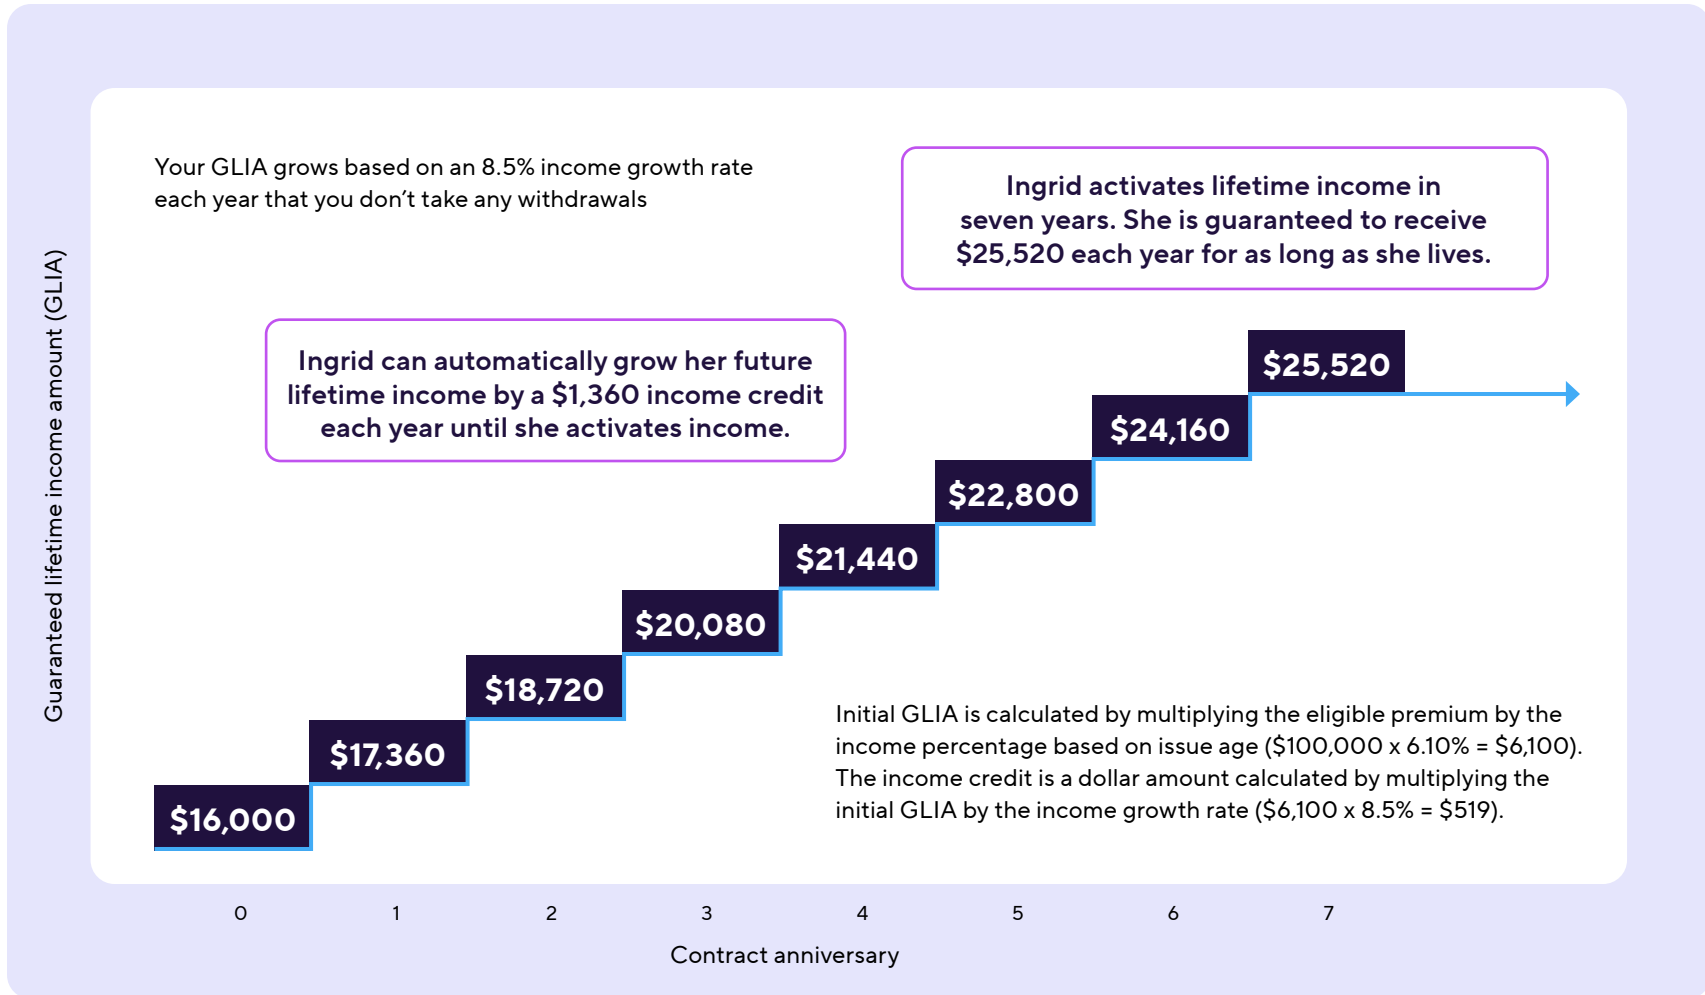 Your GLIA grows based on an 8.5% income growth rate
each year that you don’t take any withdrawals
Ingrid activates lifetime income in
seven years. She is guaranteed to receive
$25,520 each year for as long as she lives.
Ingrid can automatically grow her future
lifetime income by a $1,360 income credit
each year until she activates income.
Guaranteed lifetime income amount (GLIA)
$16,000
$17,360
$18,720
$20,080
$21,440
$22,800
$24,160
$25,520
Initial GLIA is calculated by multiplying the eligible premium by the
income percentage based on issue age ($100,000 x 6.10% = $6,100).
The income credit is a dollar amount calculated by multiplying the
initial GLIA by the income growth rate ($6,100 x 8.5% = $519).
0 1 2 3 4 5 6 7
Contract anniversary